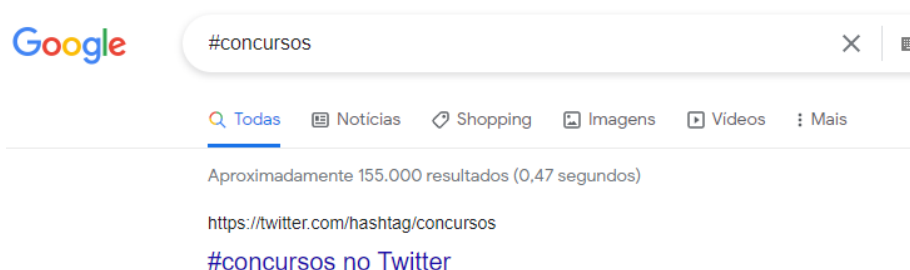 Google #concursos
Todas Notícias Shopping Imagens Vídeos Mais
Aproximadamente 155.000 resultados (0,47 segundos)
https://twitter.com/hashtag/concursos
#concursos no Twitter